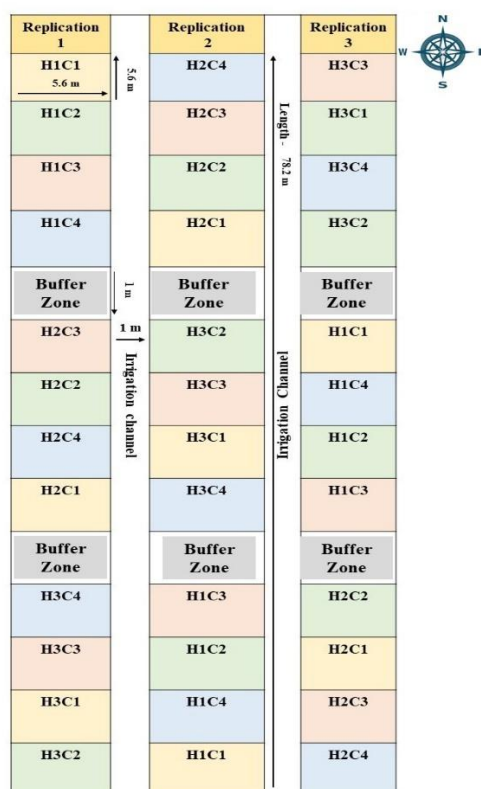 Replication
1
Replication
2
Replication
3
N
W
E
S
H1C1
5.6 m
5.6 m
H1C2
H1C3
H1C4
Buffer
Zone
1 m
1 m
Irrigation channel
H2C3
H2C2
H2C4
H2C1
Buffer
Zone
H3C4
H3C3
H3C1
H3C2
H2C4
H2C3
H2C2
H2C1
Buffer
Zone
H3C2
H3C3
H3C1
H3C4
Buffer
Zone
H1C3
H1C2
H1C4
H1C1
Length - 78.2 m
Irrigation Channel
H3C3
H3C1
H3C4
H3C2
Buffer
Zone
H1C1
H1C4
H1C2
H1C3
Buffer
Zone
H2C2
H2C1
H2C3
H2C4